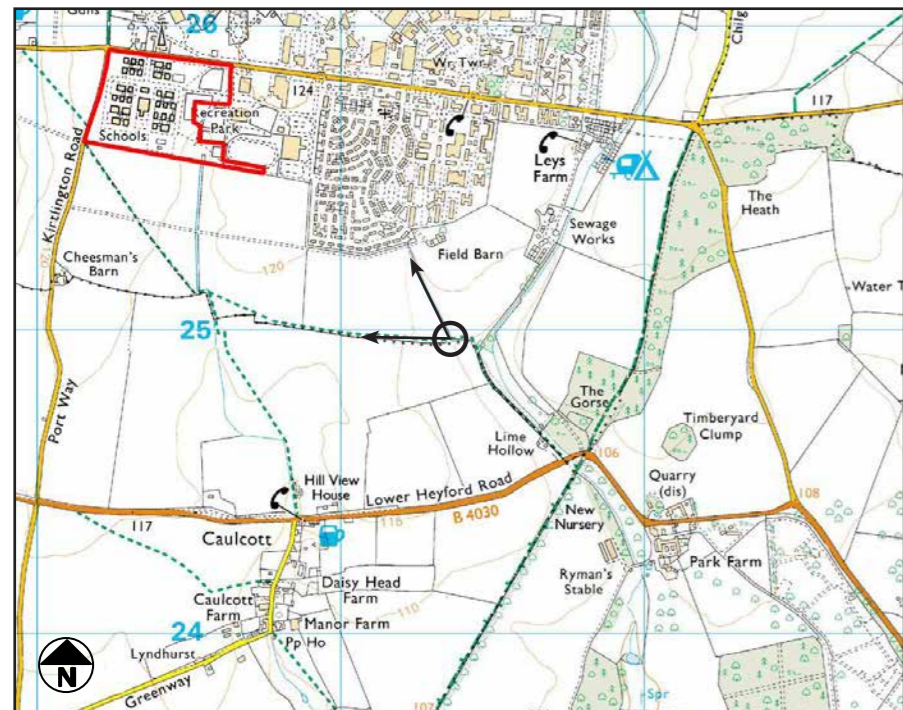 26
Wr Twr
124
117
Recreation
Park
Schools
Leys
Farm
Kirtlington Road
The
Heath
Sewage
Works
Field Barn
120
120
Cheesman's
Barn
Water T
25
Port Way
The
Gorse
Timberyard
Clump
Lime
Hollow
106
Hill View
House
Lower Heyford Road
Quarry
(dis)
108
117
115
B 4030
New
Nursery
Caulcott
Park Farm
Daisy Head
Farm
Ryman's
Stable
Caulcott
Farm
110
Manor Farm
24
Pp Ho
Lyndhurst
Greenway
N
Spr
107